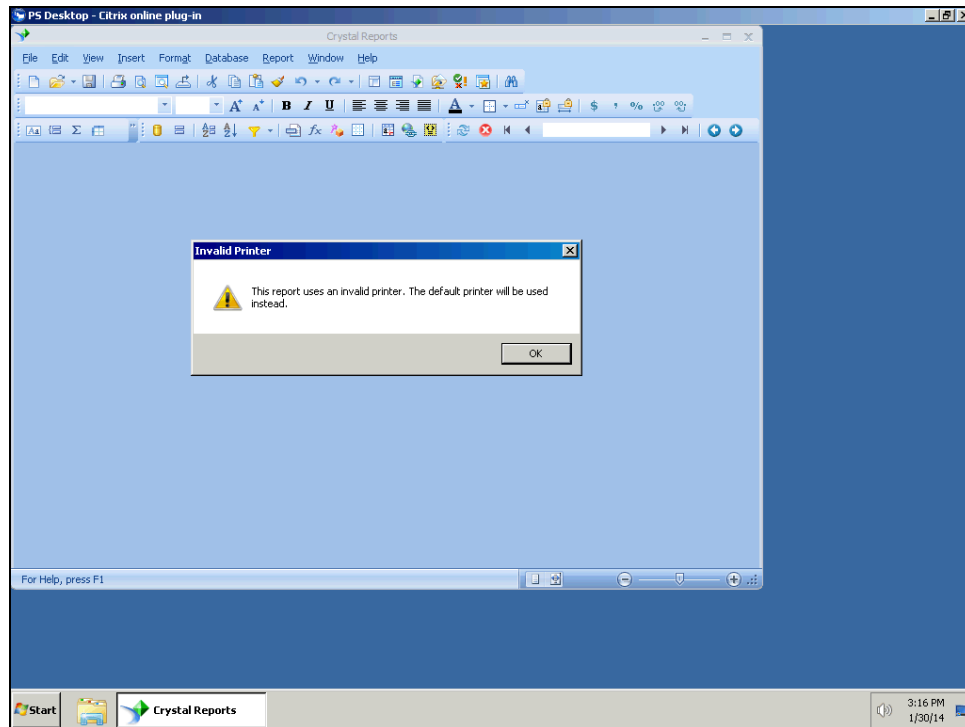 PS Desktop - Citrix online plug-in
Crystal Reports
File Edit View Insert Format Database Report Window Help
A A B I U A $ , %
Aa Σ fx
Invalid Printer
This report uses an invalid printer. The default printer will be used
instead.
OK
For Help, press F1
Start Crystal Reports 3:16 PM
1/30/14